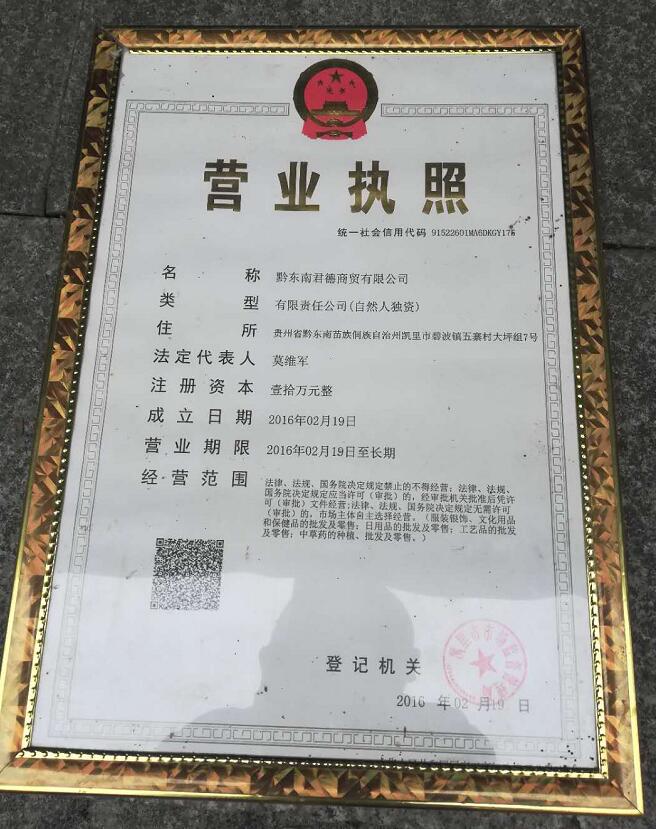 营业执照
统一社会信用代码 91522601MA6DKGY17
名称 黔东南君德商贸有限公司
类型 有限责任公司(自然人独资)
住所 贵州省黔东南苗族侗族自治州凯里市碧波镇五寨村大坪组7号
法定代表人 莫维军
注册资本 壹拾万元整
成立日期 2016年02月19日
营业期限 2016年02月19日至长期
经营范围 法律、法规、国务院决定规定禁止的不得经营;法律、法规、
国务院决定规定应当许可(审批)的,经审批机关批准后凭许
可(审批)文件经营;法律、法规、国务院决定规定无需许可
(审批)的,市场主体自主选择经营。(服装银饰、文化用品
和保健品的批发及零售;日用品的批发及零售;工艺品的批发
及零售;中草药的种植、批发及零售。)
登记机关
2016年02月19日